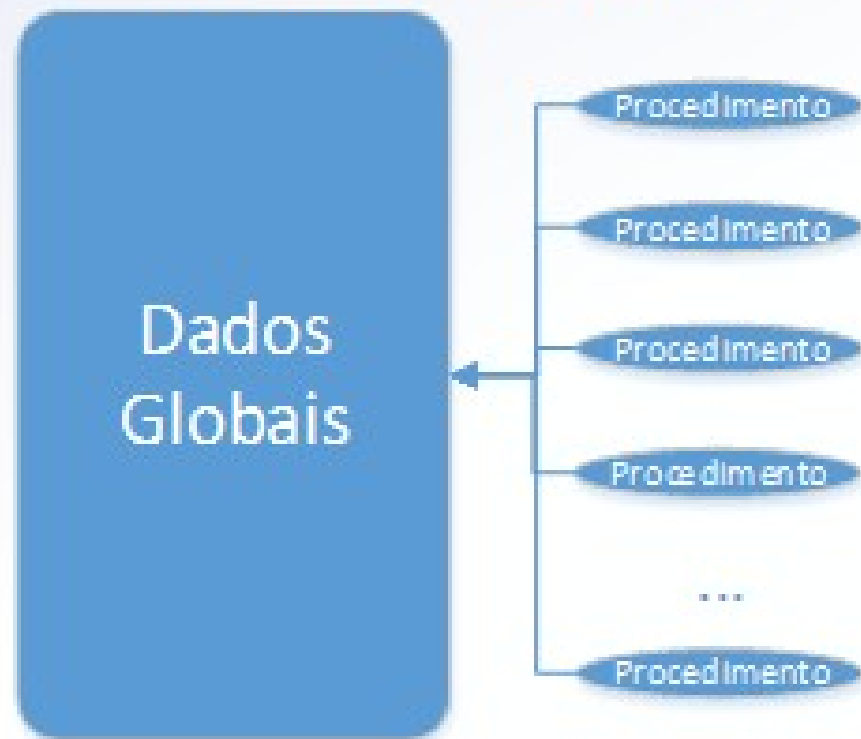 Dados
Globais
Procedimento
Procedimento
Procedimento
Procedimento
...
Procedimento